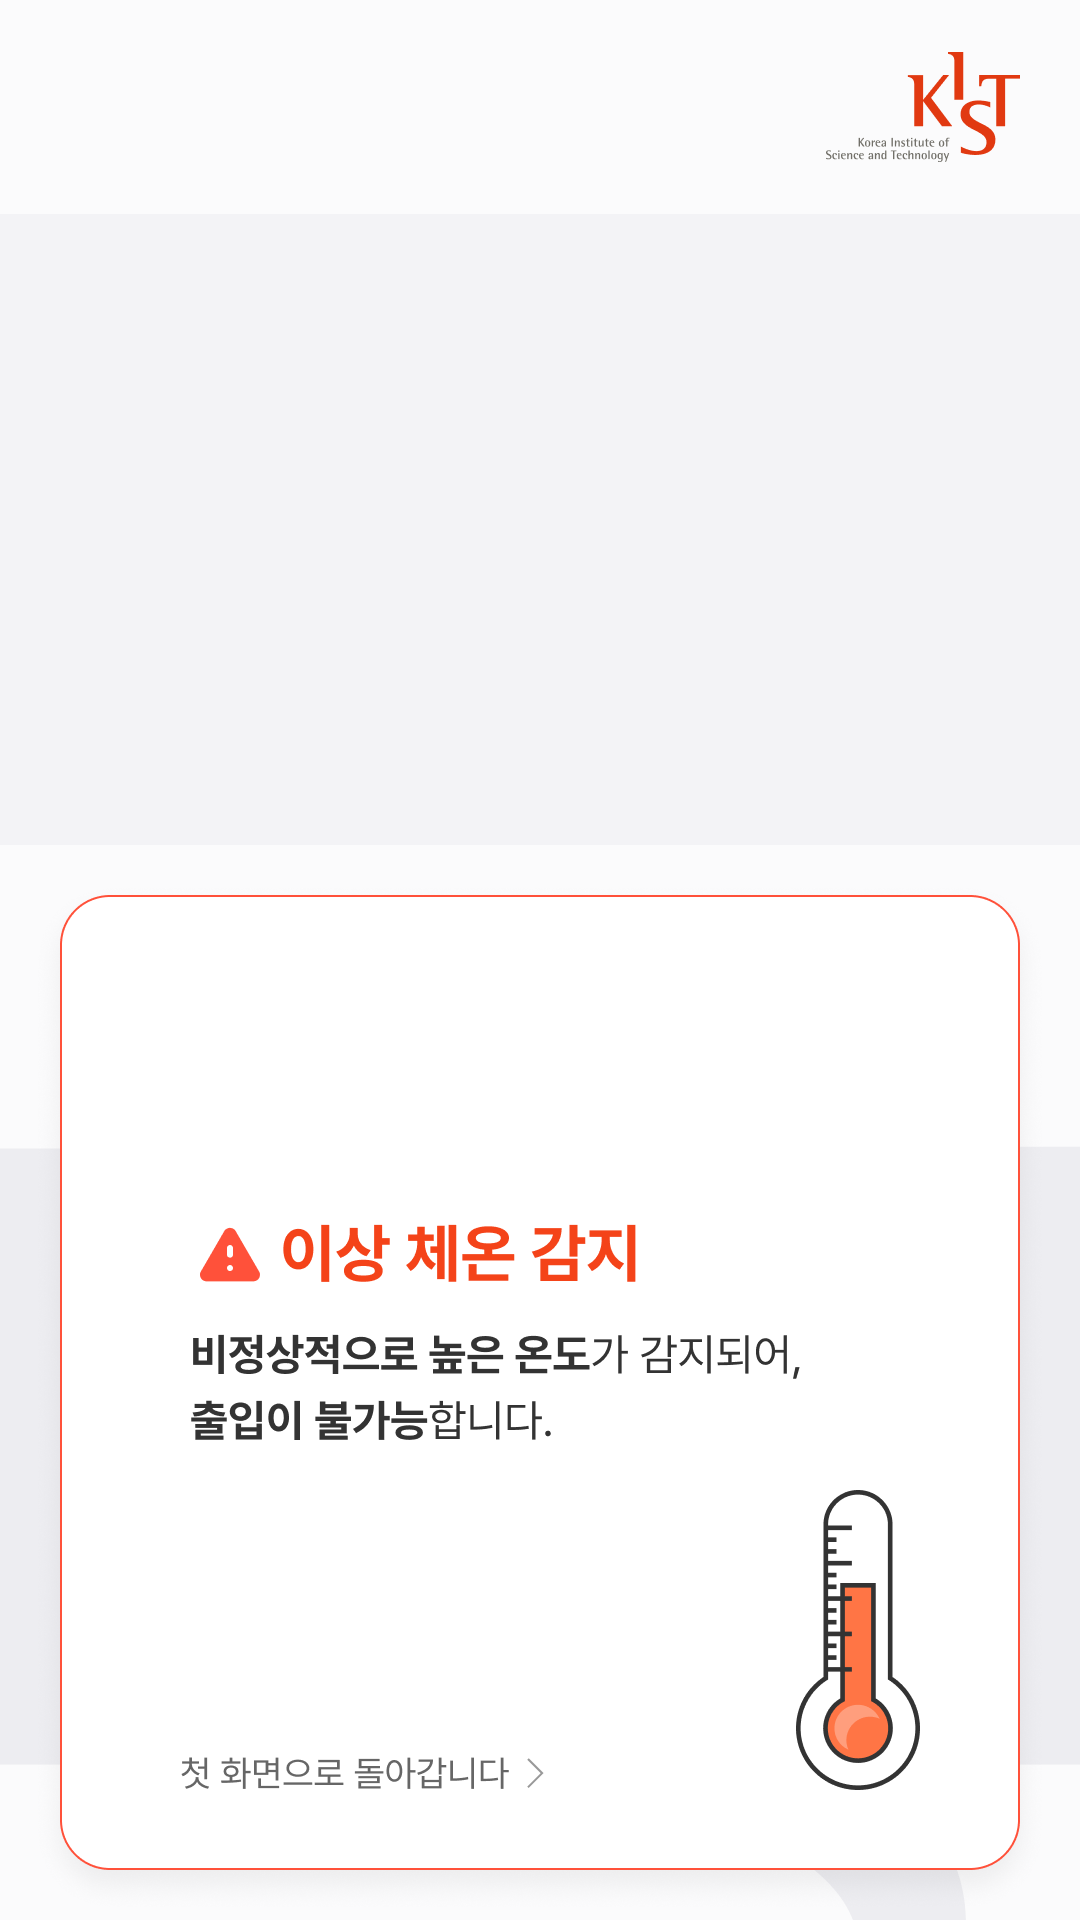 KIST
Korea Institute of
Science and Technology
이상 체온 감지
비정상적으로 높은 온도가 감지되어,
출입이 불가능합니다.
첫 화면으로 돌아갑니다